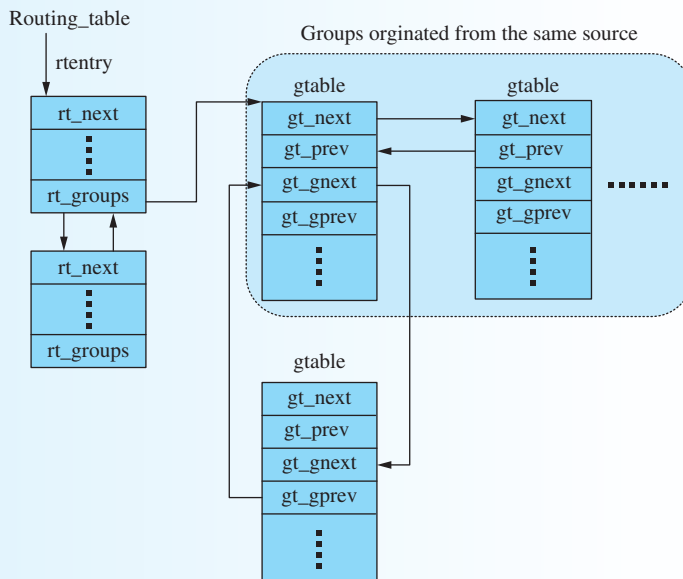 Routing_table
rtentry
rt_next
rt_groups
rt_next
rt_groups
Groups orginated from the same source
gtable
gt_next
gt_prev
gt_gnext
gt_gprev
gtable
gt_next
gt_prev
gt_gnext
gt_gprev
gtable
gt_next
gt_prev
gt_gnext
gt_gprev